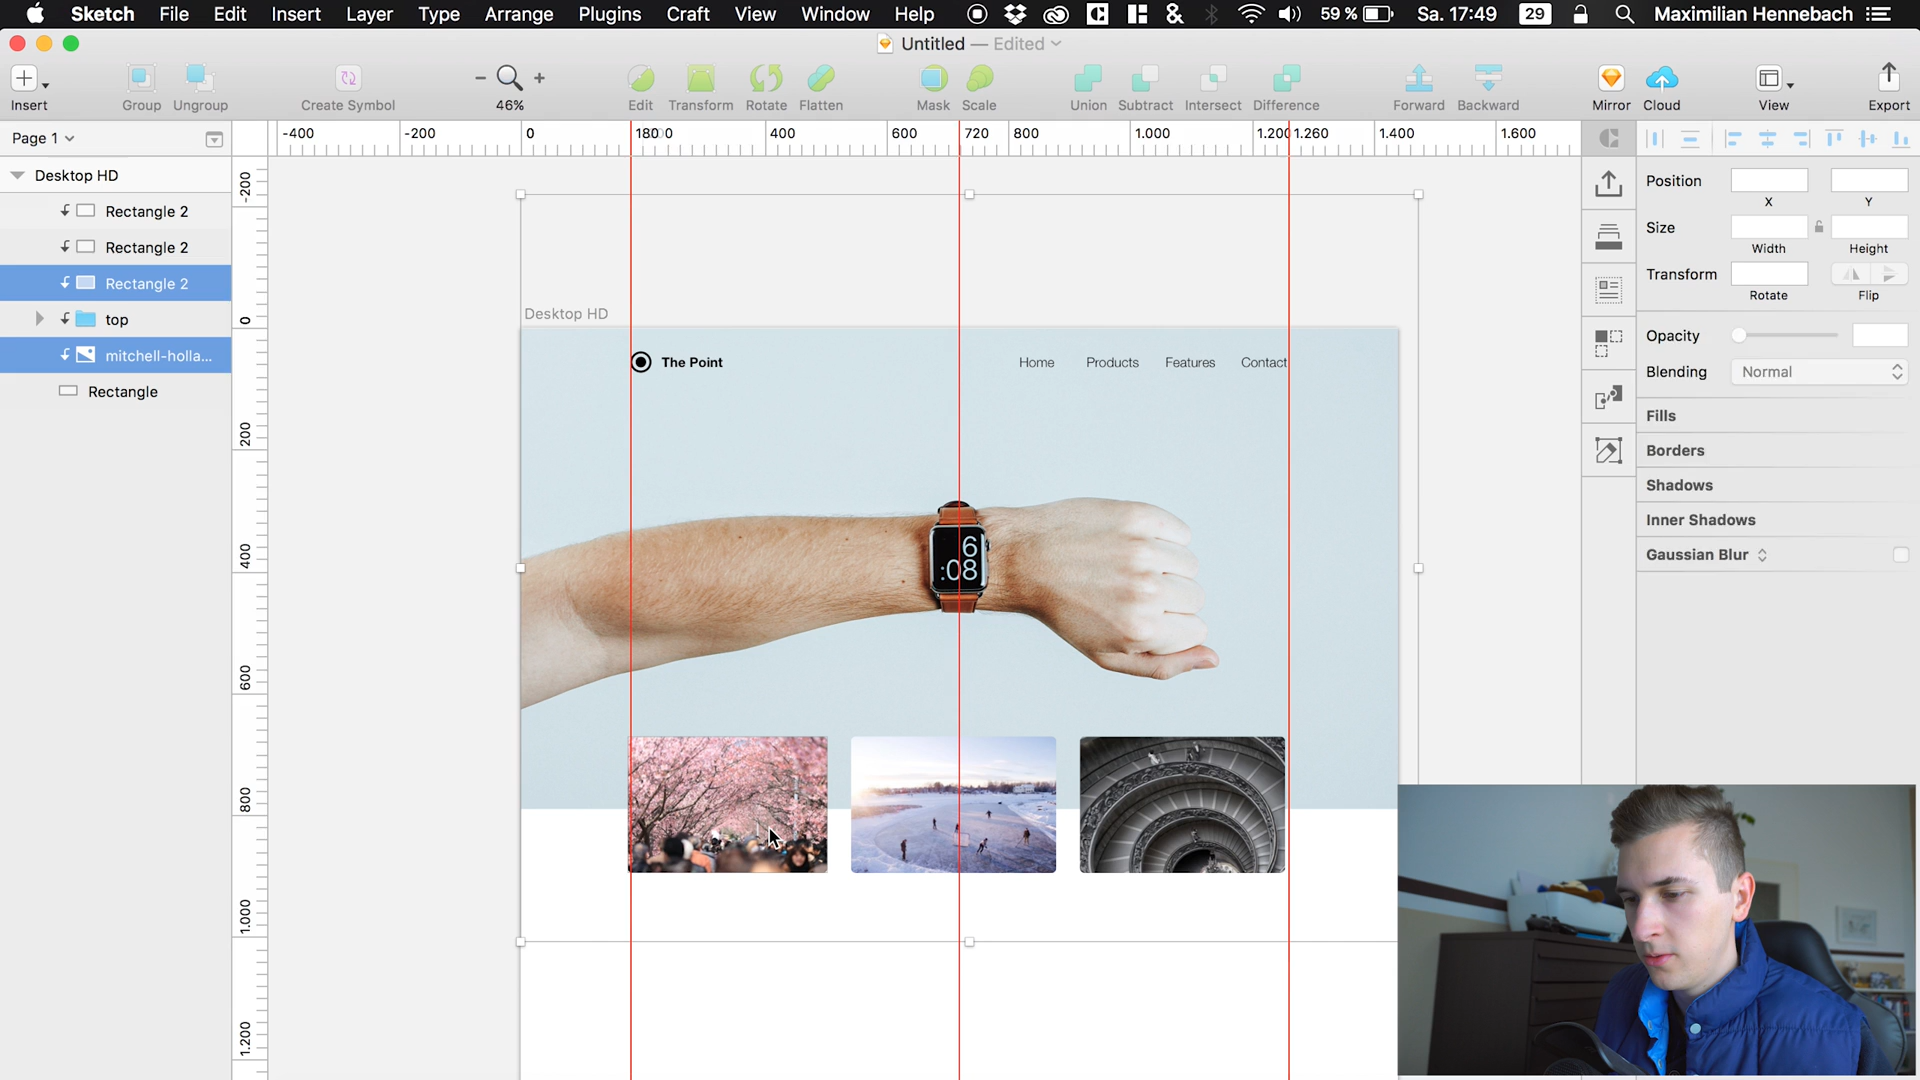 Sketch File Edit Insert Layer Type Arrange Plugins Craft View Window Help 59 % Sa. 17:49 29 Maximilian Hennebach
Untitled — Edited
Insert Group Ungroup Create Symbol 46% Edit Transform Rotate Flatten Mask Scale Union Subtract Intersect Difference Forward Backward Mirror Cloud View Export
Page 1
-400 -200 0 180 400 600 720 800 1.000 1.200 1.260 1.400 1.600
Desktop HD
Rectangle 2
Rectangle 2
Rectangle 2
top
mitchell-holla...
Rectangle
-200
0
200
400
600
800
1.000
1.200
Desktop HD
The Point Home Products Features Contact
6
:08
Position
X Y
Size
Width Height
Transform
Rotate Flip
Opacity
Blending Normal
Fills
Borders
Shadows
Inner Shadows
Gaussian Blur